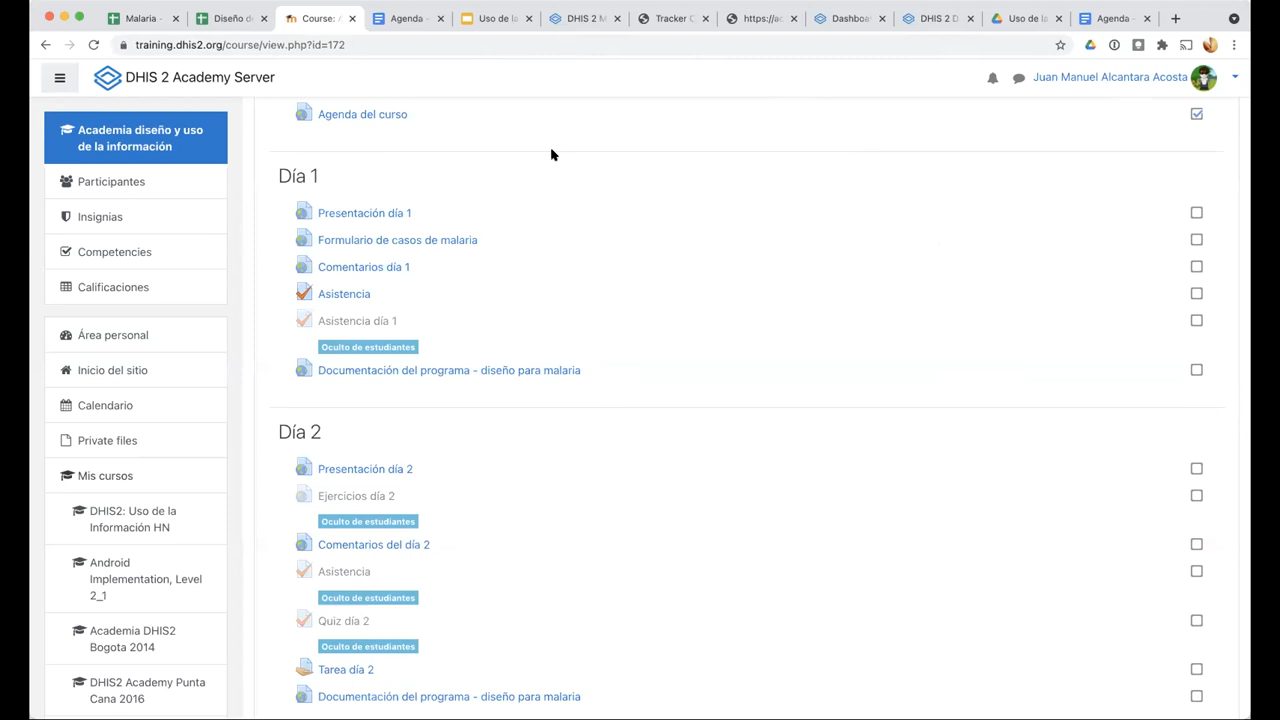 Malaria -
Diseño d
Course: A
Agenda -
Uso de la
DHIS 2 M
Tracker C
https://ac
Dashboa
DHIS 2 D
Uso de la
Agenda -
training.dhis2.org/course/view.php?id=172
DHIS 2 Academy Server
Juan Manuel Alcantara Acosta
Academia diseño y uso
de la información
Participantes
Insignias
Competencies
Calificaciones
Área personal
Inicio del sitio
Calendario
Private files
Mis cursos
DHIS2: Uso de la
Información HN
Android
Implementation, Level
2_1
Academia DHIS2
Bogota 2014
DHIS2 Academy Punta
Cana 2016
Agenda del curso
Día 1
Presentación día 1
Formulario de casos de malaria
Comentarios día 1
Asistencia
Asistencia día 1
Oculto de estudiantes
Documentación del programa - diseño para malaria
Día 2
Presentación día 2
Ejercicios día 2
Oculto de estudiantes
Comentarios del día 2
Asistencia
Oculto de estudiantes
Quiz día 2
Oculto de estudiantes
Tarea día 2
Documentación del programa - diseño para malaria